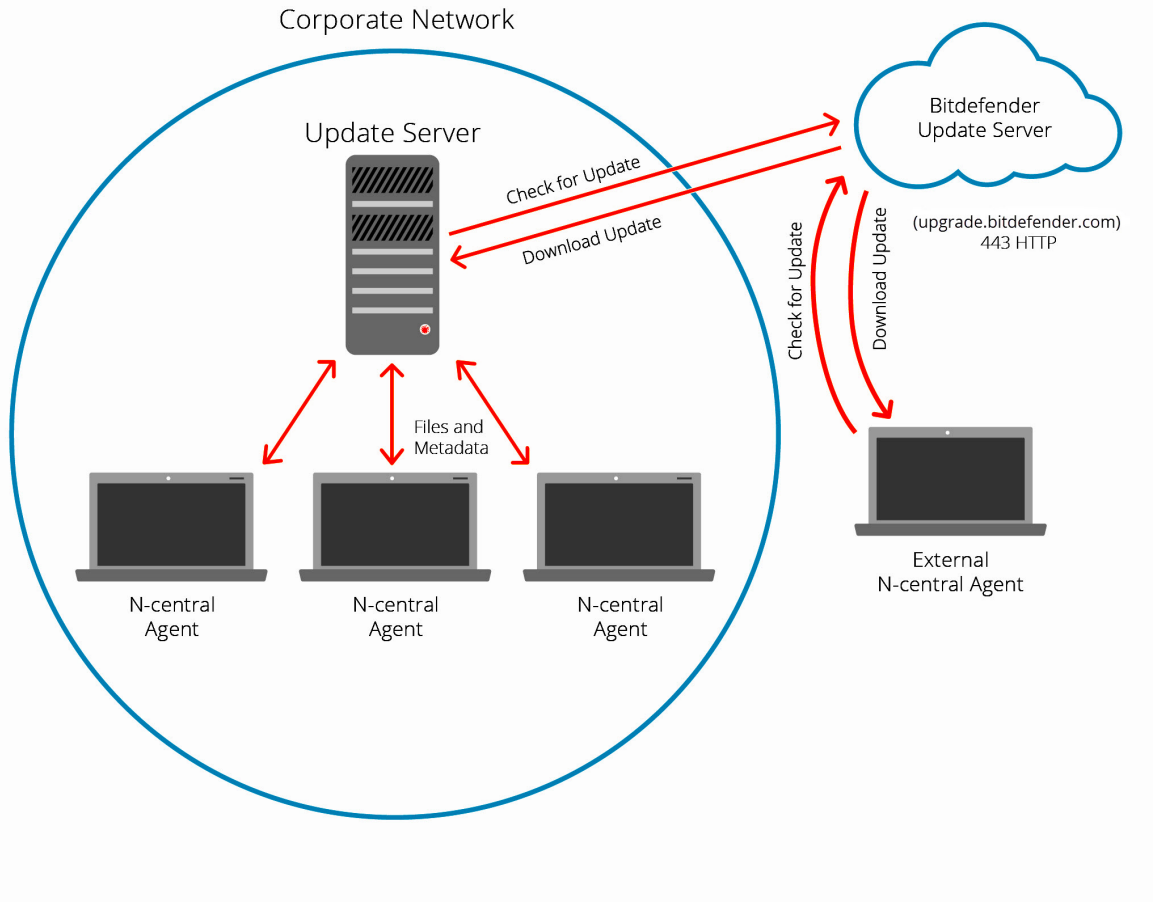 Corporate Network
Update Server
Bitdefender
Update Server
(upgrade.bitdefender.com)
443 HTTP
Check for Update
Download Update
Check for Update
Download Update
Files and
Metadata
N-central
Agent
N-central
Agent
N-central
Agent
External
N-central Agent